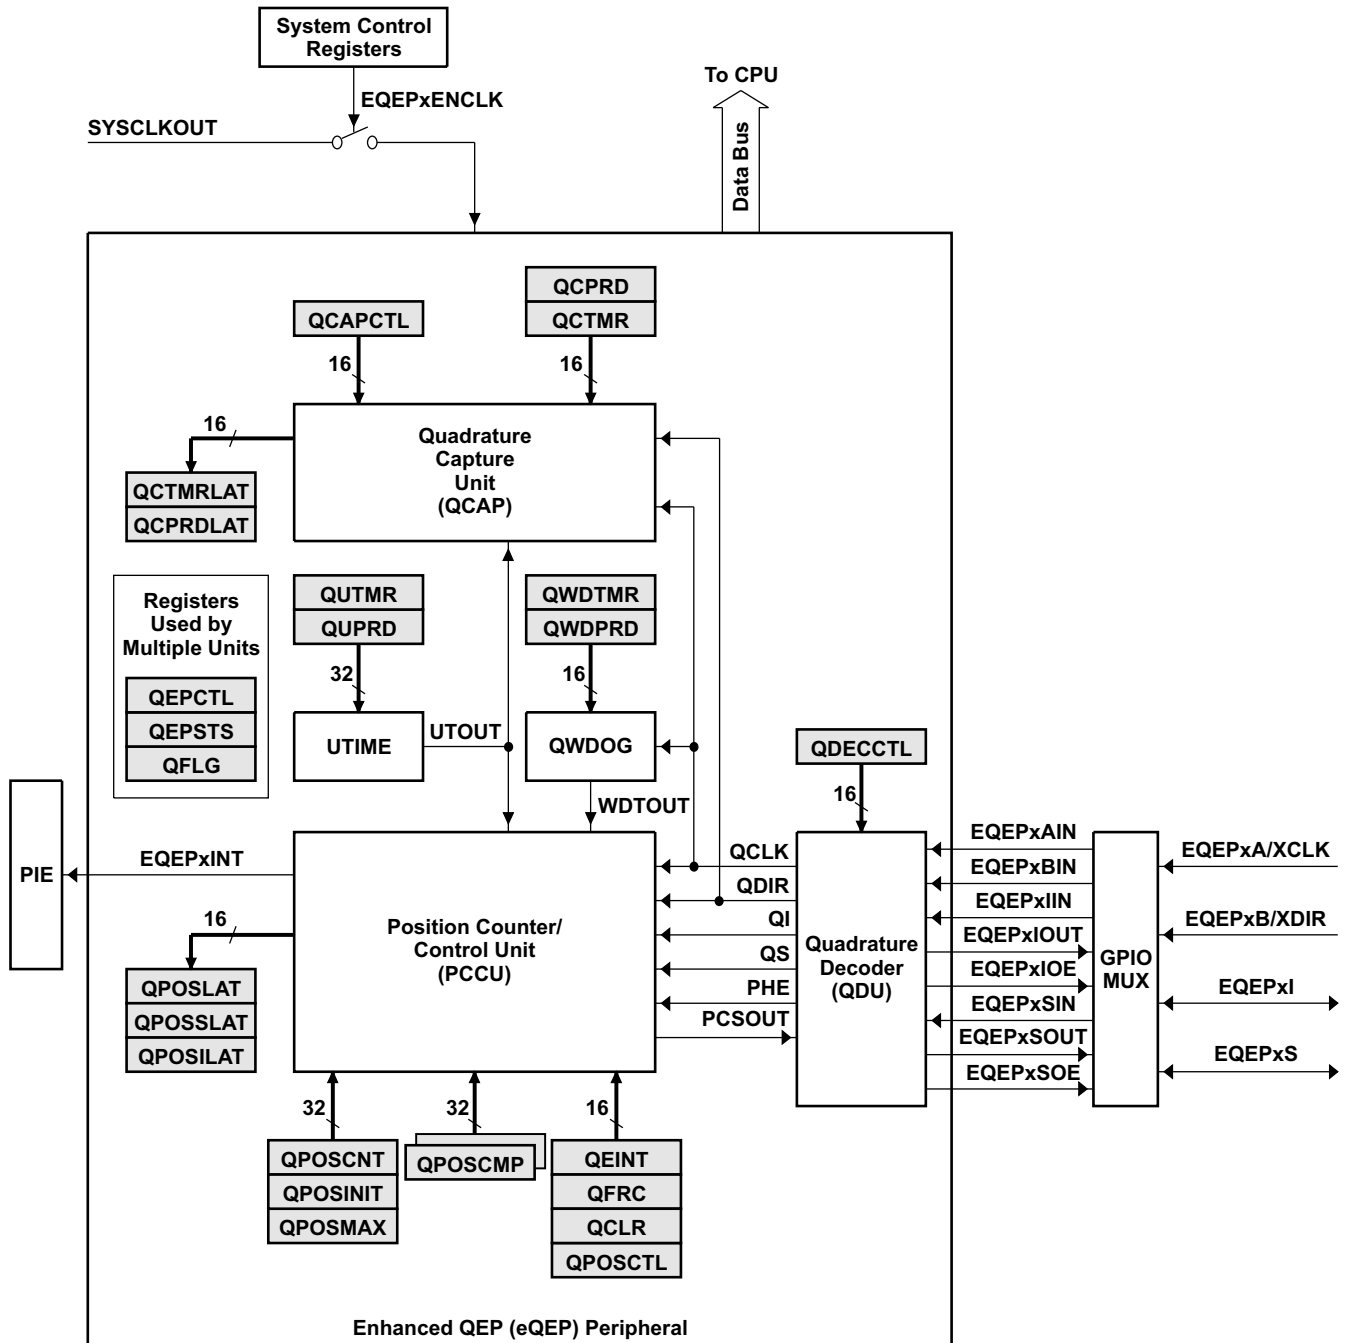 System Control
Registers
To CPU
EQEPxENCLK
SYSCLKOUT
Data Bus
QCPRD
QCAPCTL
QCTMR
16
16
16
Quadrature
Capture
Unit
(QCAP)
QCTMRLAT
QCPRDLAT
Registers
Used by
Multiple Units
QUTMR
QUPRD
QWDTMR
QWDPRD
32
16
QEPCTL
QEPSTS
QFLG
UTIME
UTOUT
QWDOG
QDECCTL
WDTOUT
16
PIE
EQEPxINT
16
Position Counter/
Control Unit
(PCCU)
QCLK
QDIR
QI
QS
PHE
PCSOUT
Quadrature
Decoder
(QDU)
EQEPxAIN
EQEPxBIN
EQEPxIIN
EQEPxIOUT
EQEPxIOE
EQEPxSIN
EQEPxSOUT
EQEPxSOE
GPIO
MUX
EQEPxA/XCLK
EQEPxB/XDIR
EQEPxI
EQEPxS
QPOSLAT
QPOSSLAT
QPOSILAT
32
32
16
QPOSCNT
QPOSINIT
QPOSMAX
QPOSCMP
QEINT
QFRC
QCLR
QPOSCTL
Enhanced QEP (eQEP) Peripheral